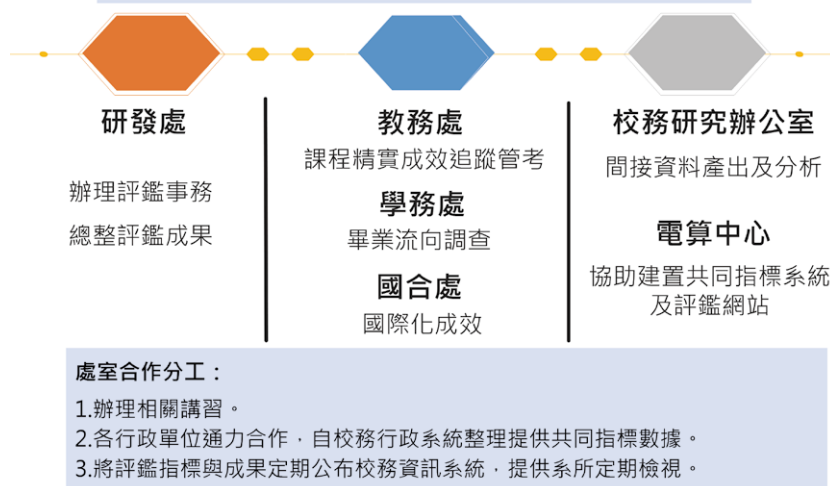 研發處
辦理評鑑事務
總整評鑑成果
教務處
課程精實成效追蹤管考
學務處
畢業流向調查
國合處
國際化成效
校務研究辦公室
間接資料產出及分析
電算中心
協助建置共同指標系統
及評鑑網站
處室合作分工：
1.辦理相關講習。
2.各行政單位通力合作，自校務行政系統整理提供共同指標數據。
3.將評鑑指標與成果定期公布校務資訊系統，提供系所定期檢視。